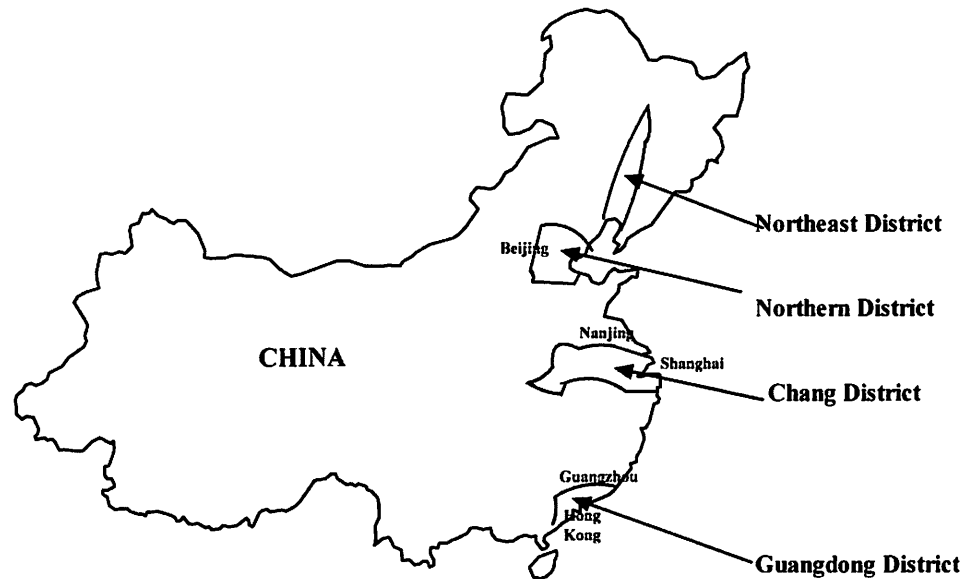 Northeast District
Beijing
Northern District
Nanjing
CHINA
Shanghai
Chang District
Guangzhou
Hong
Kong
Guangdong District